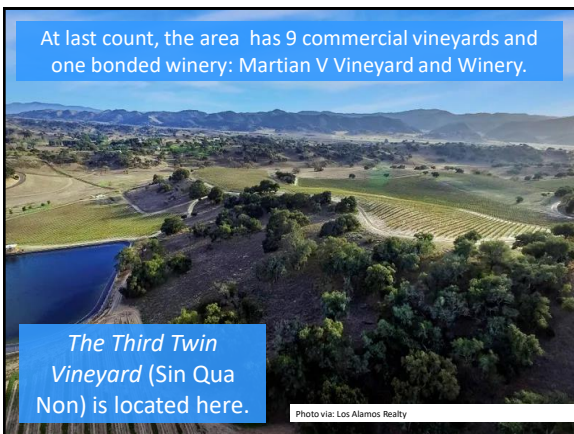 At last count, the area has 9 commercial vineyards and
one bonded winery: Martian V Vineyard and Winery.
The Third Twin
Vineyard (Sin Qua
Non) is located here.
Photo via: Los Alamos Realty